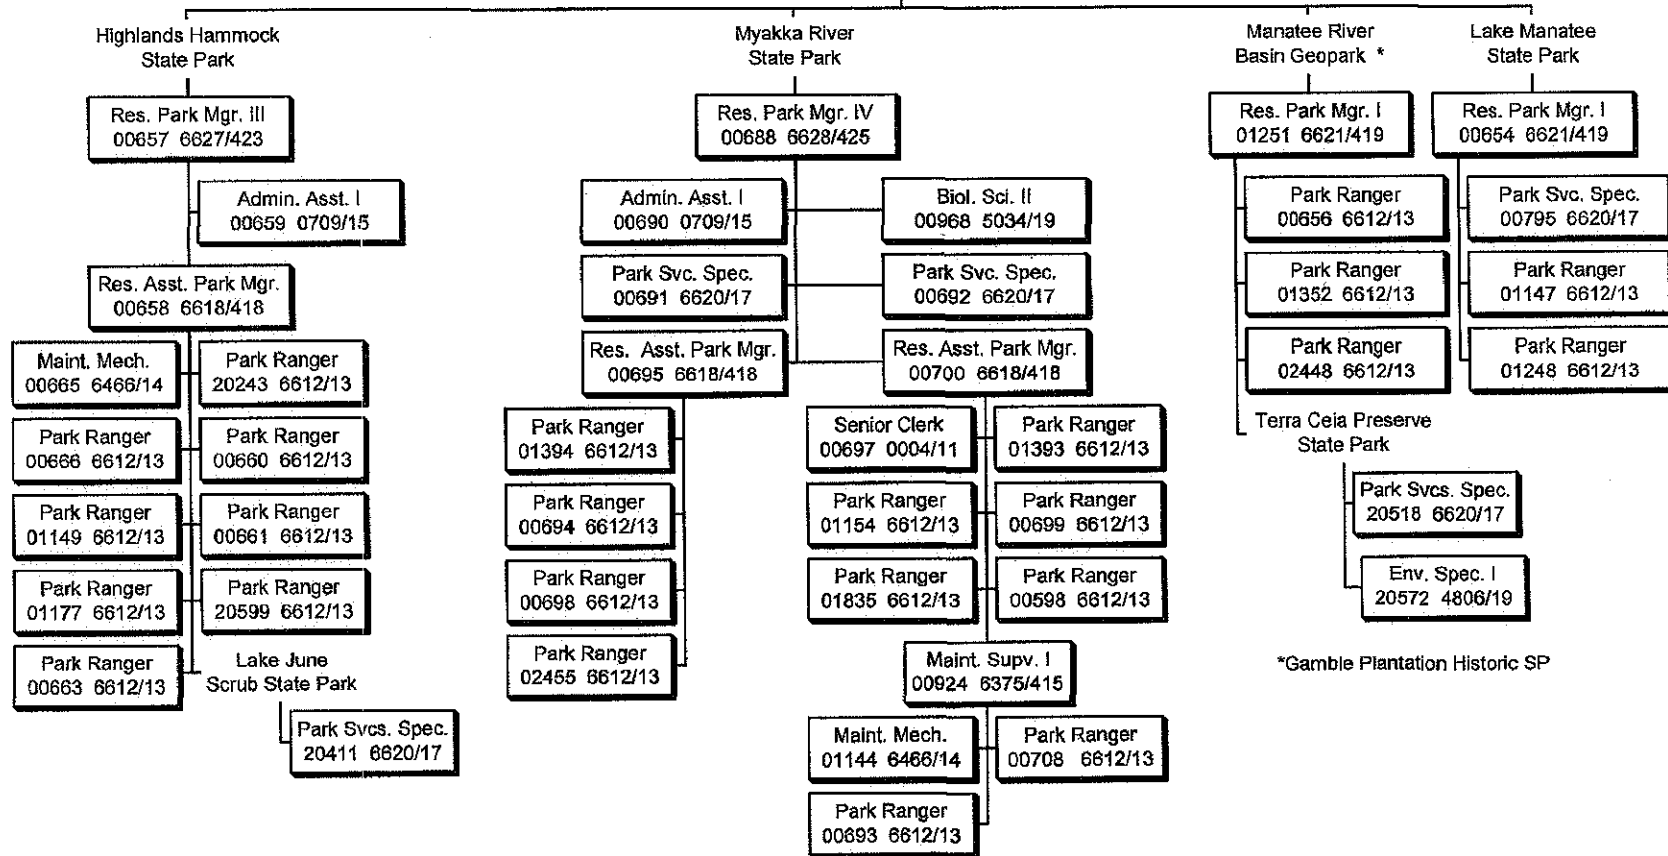 Highlands Hammock
State Park
Res. Park Mgr. III
00657 6627/423
Admin. Asst. I
00659 0709/15
Res. Asst. Park Mgr.
00658 6618/418
Maint. Mech.
00665 6466/14
Park Ranger
20243 6612/13
Park Ranger
00666 6612/13
Park Ranger
00660 6612/13
Park Ranger
01149 6612/13
Park Ranger
00661 6612/13
Park Ranger
01177 6612/13
Park Ranger
20599 6612/13
Park Ranger
00663 6612/13
Lake June
Scrub State Park
Park Svcs. Spec.
20411 6620/17
Myakka River
State Park
Res. Park Mgr. IV
00688 6628/425
Admin. Asst. I
00690 0709/15
Biol. Sci. II
00968 5034/19
Park Svc. Spec.
00691 6620/17
Park Svc. Spec.
00692 6620/17
Res. Asst. Park Mgr.
00695 6618/418
Res. Asst. Park Mgr.
00700 6618/418
Park Ranger
01394 6612/13
Park Ranger
00694 6612/13
Park Ranger
00698 6612/13
Park Ranger
02455 6612/13
Senior Clerk
00697 0004/11
Park Ranger
01393 6612/13
Park Ranger
01154 6612/13
Park Ranger
00699 6612/13
Park Ranger
01835 6612/13
Park Ranger
00598 6612/13
Maint. Supv. I
00924 6375/415
Maint. Mech.
01144 6466/14
Park Ranger
00708 6612/13
Park Ranger
00693 6612/13
Manatee River
Basin Geopark *
Res. Park Mgr. I
01251 6621/419
Park Ranger
00656 6612/13
Park Ranger
01352 6612/13
Park Ranger
02448 6612/13
Terra Ceia Preserve
State Park
Park Svcs. Spec.
20518 6620/17
Env. Spec. I
20572 4806/19
Lake Manatee
State Park
Res. Park Mgr. I
00654 6621/419
Park Svc. Spec.
00795 6620/17
Park Ranger
01147 6612/13
Park Ranger
01248 6612/13
*Gamble Plantation Historic SP